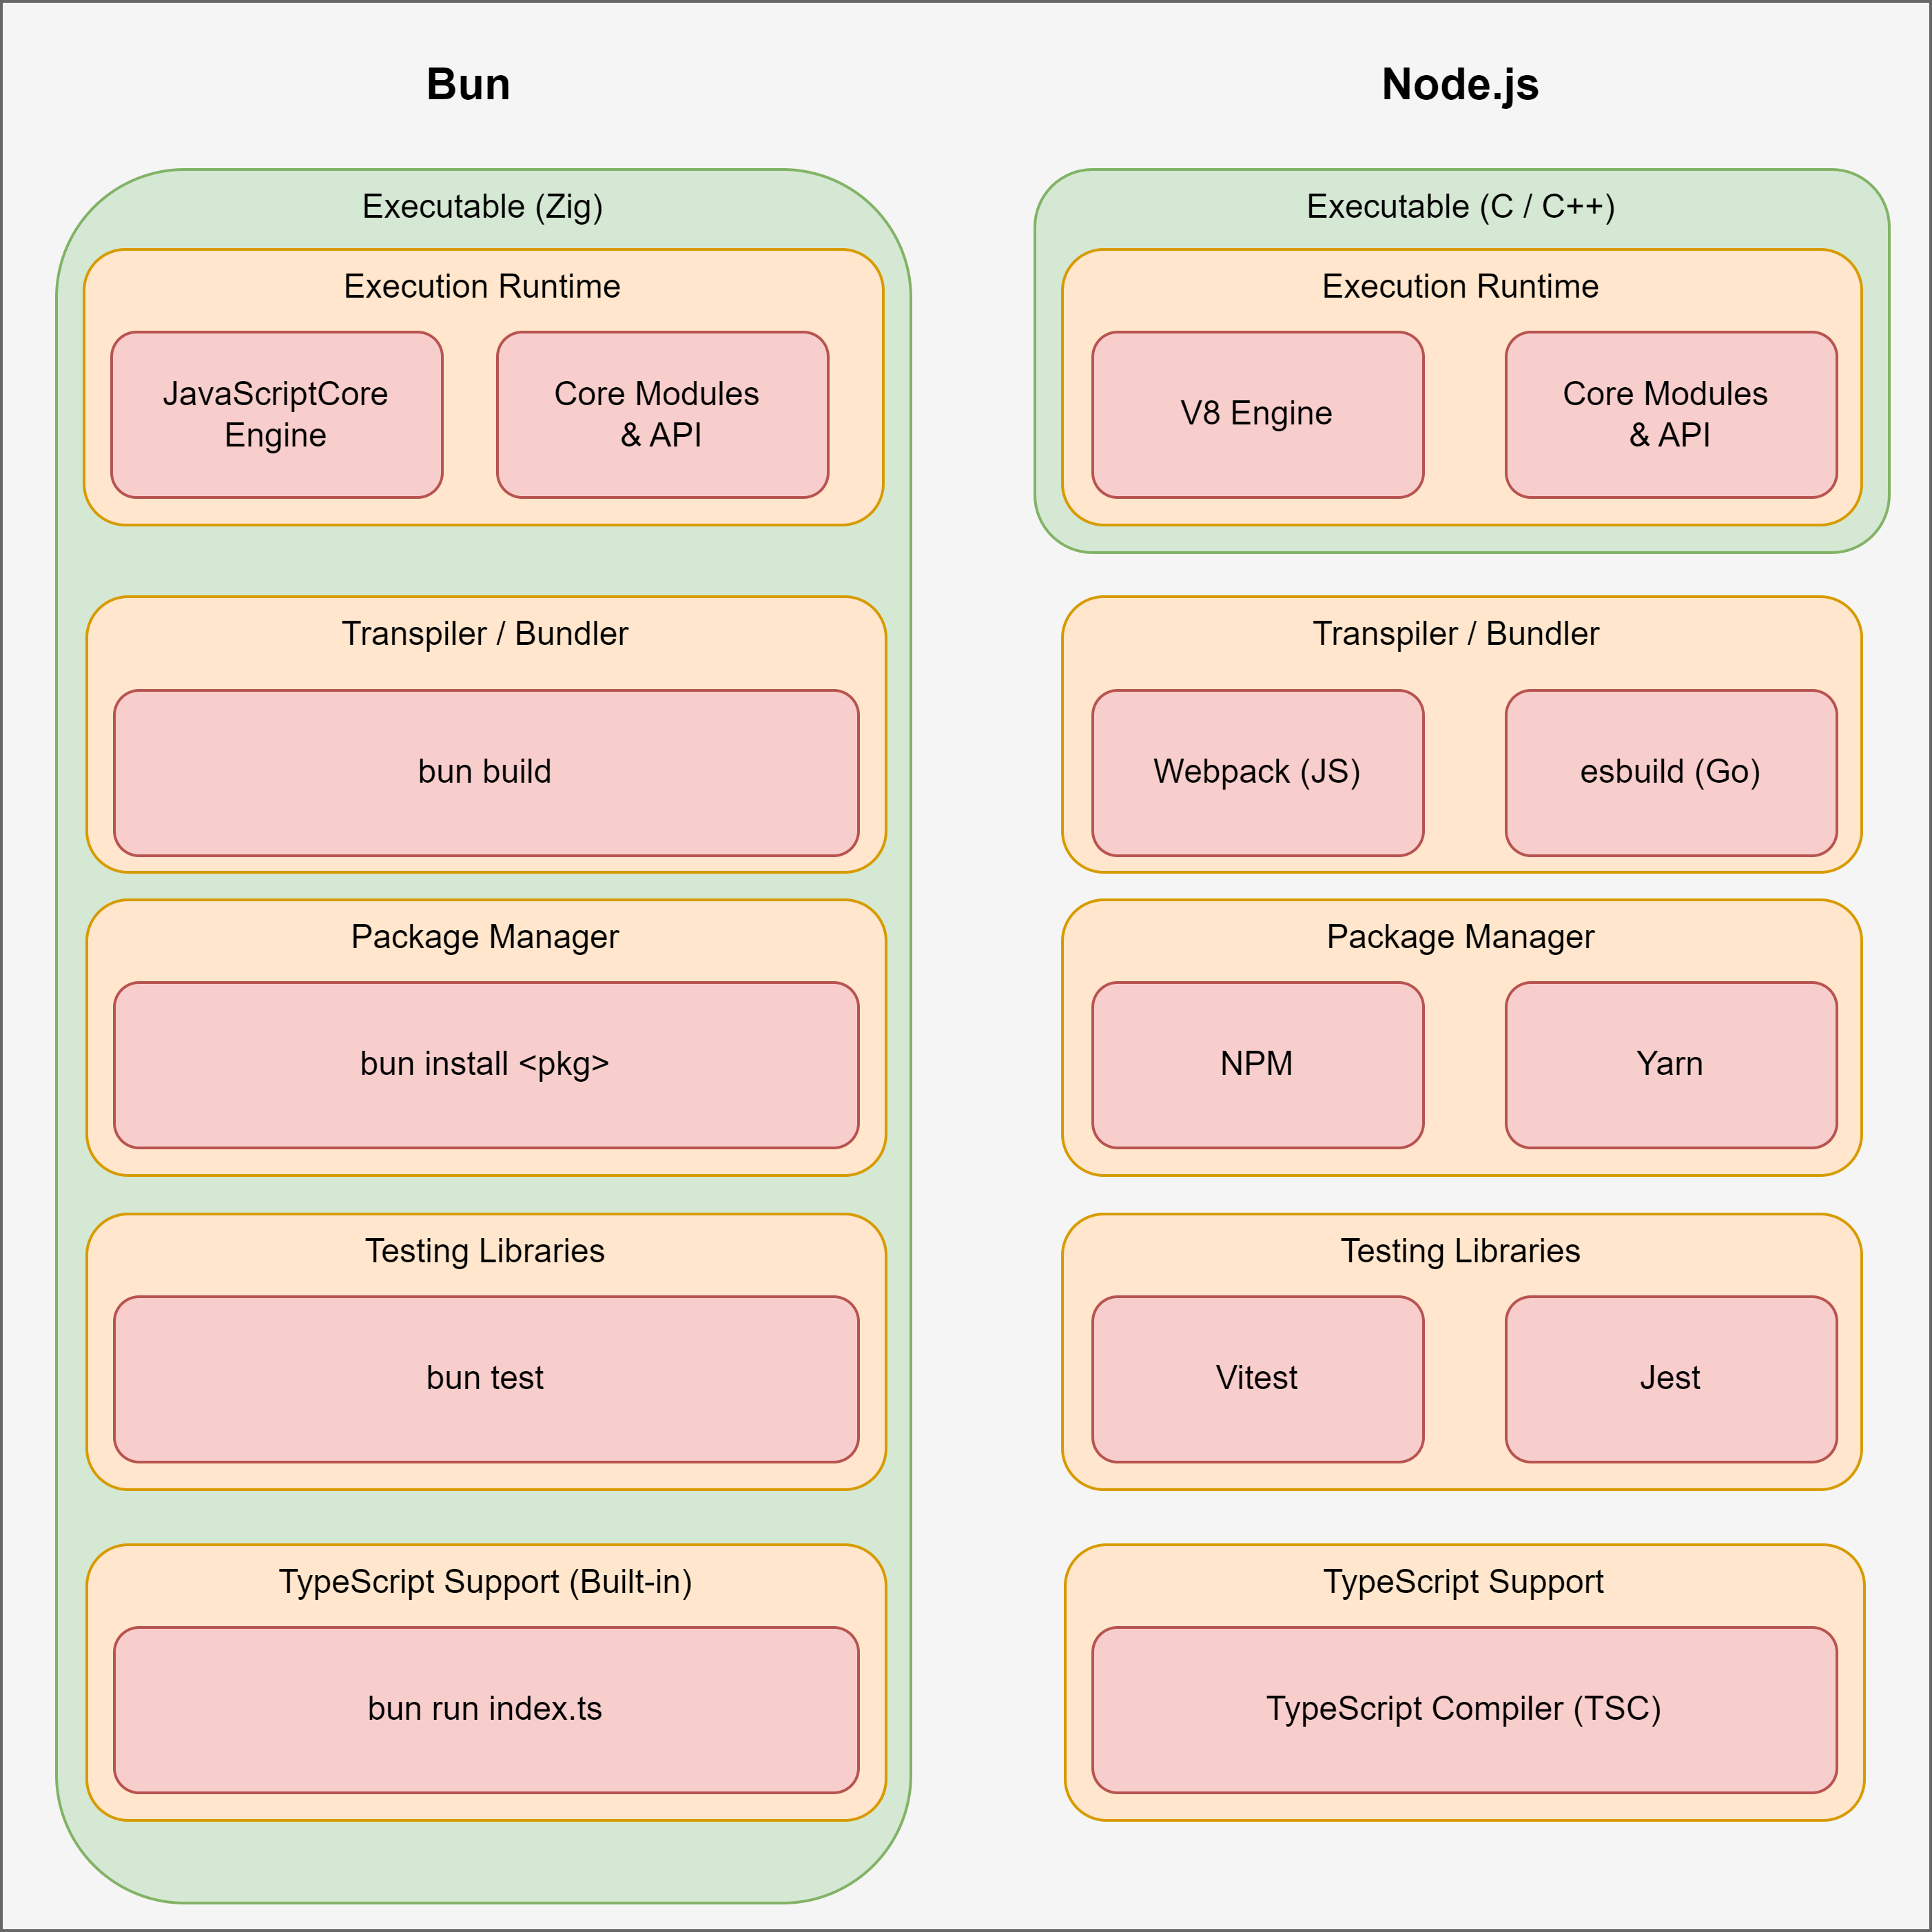 Bun
Executable (Zig)
Execution Runtime
JavaScriptCore
Engine
Core Modules
& API
Transpiler / Bundler
bun build
Package Manager
bun install <pkg>
Testing Libraries
bun test
TypeScript Support (Built-in)
bun run index.ts
Node.js
Executable (C / C++)
Execution Runtime
V8 Engine
Core Modules
& API
Transpiler / Bundler
Webpack (JS)
esbuild (Go)
Package Manager
NPM
Yarn
Testing Libraries
Vitest
Jest
TypeScript Support
TypeScript Compiler (TSC)